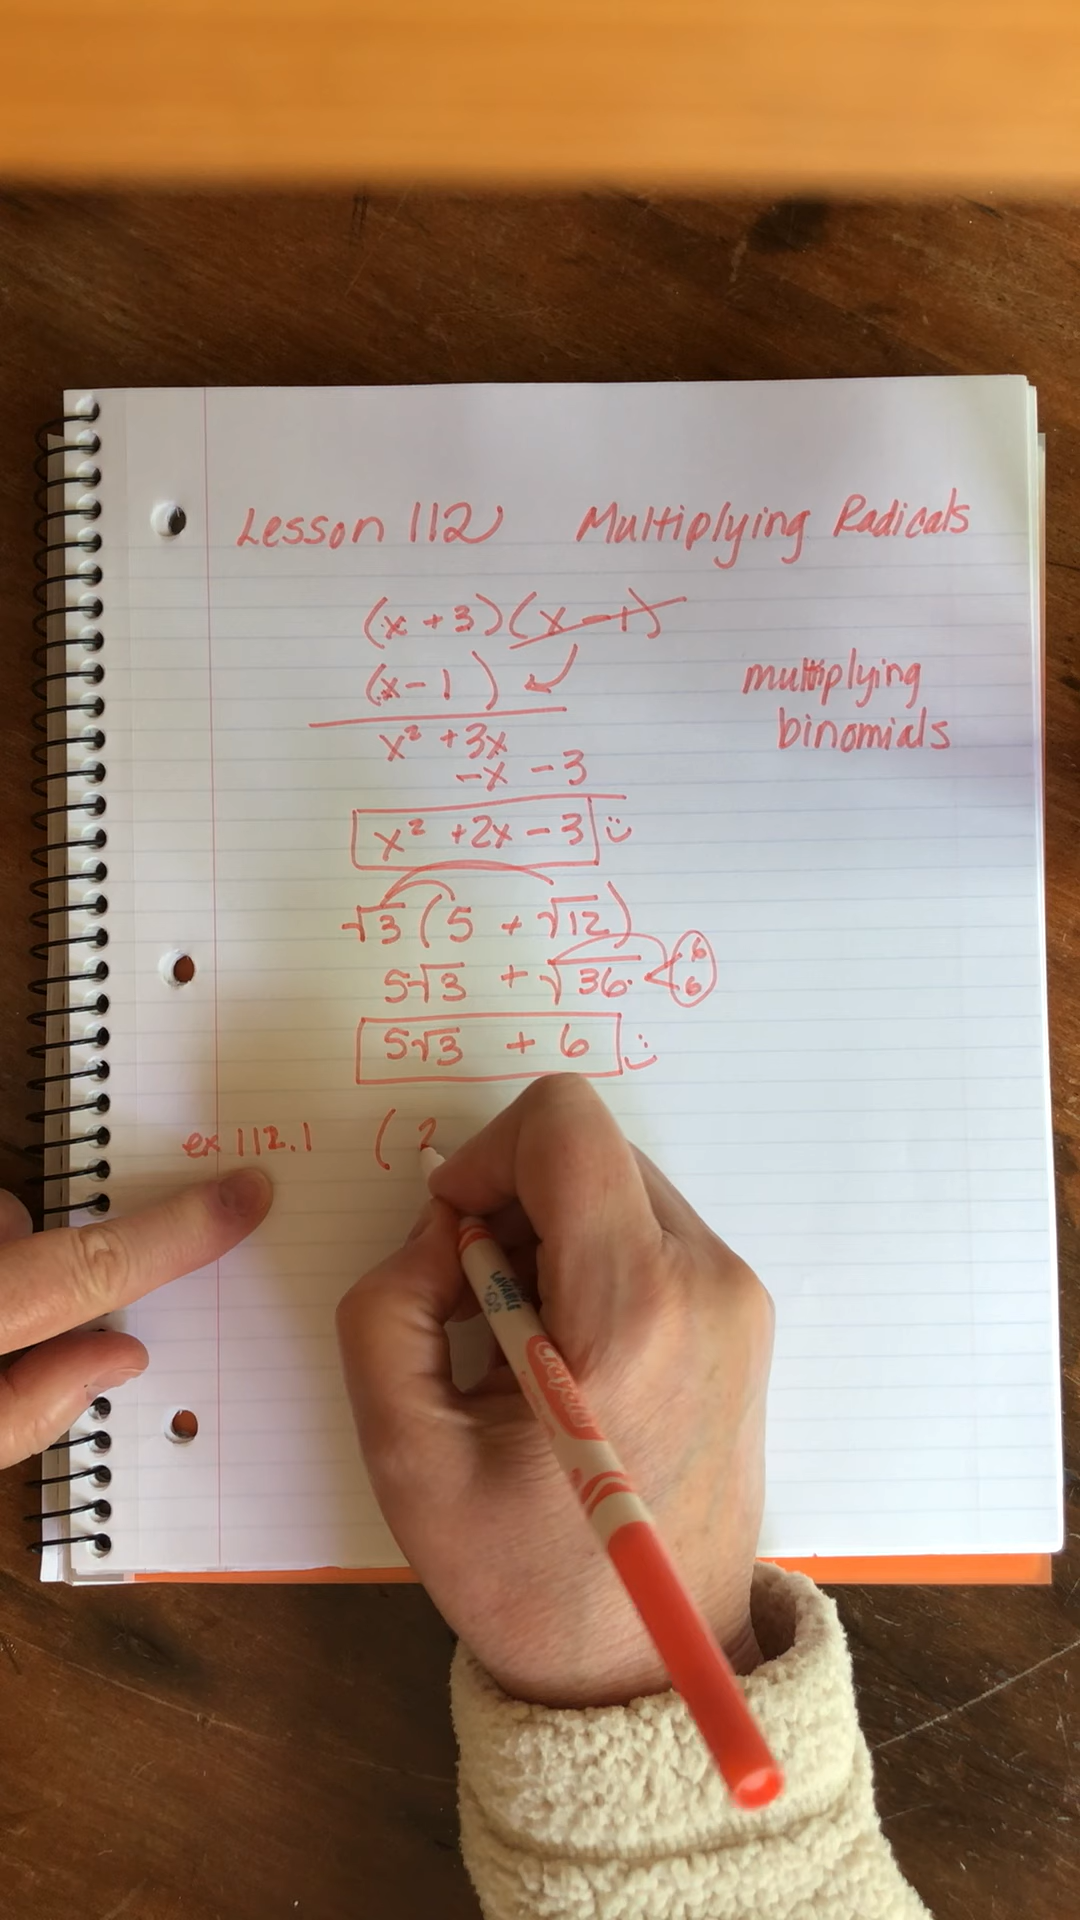 Lesson 112 Multiplying Radicals
(x + 3)(x - 1)
(x - 1)
multiplying
binomials
x² + 3x
-x - 3
x² + 2x - 3
√3 (5 + √12)
5√3 + √36 < 6 6
5√3 + 6
ex 112.1 ( 2
Crayola